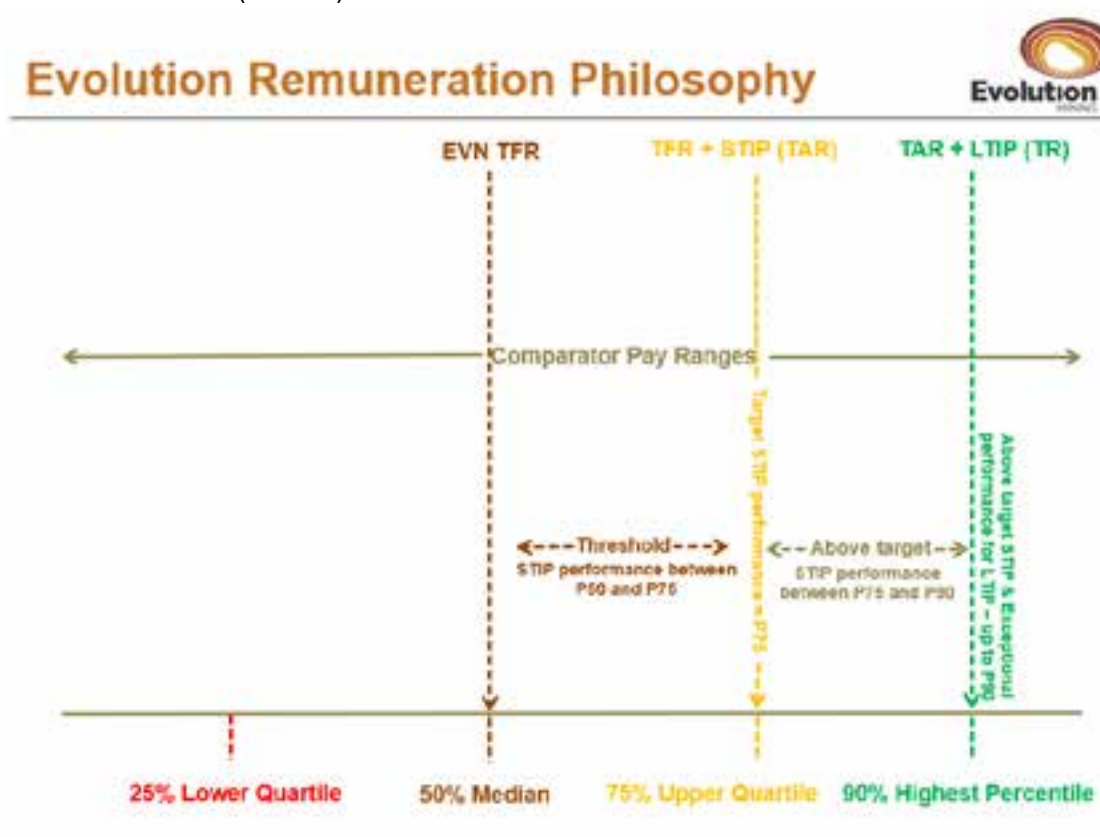 Evolution Remuneration Philosophy
Evolution
MINING
EVN TFR
TFR + STIP (TAR)
TAR + LTIP (TR)
Comparator Pay Ranges
Target STIP performance = P75
Above target STIP & Exceptional
performance for LTIP – up to P90
Threshold
STIP performance between
P50 and P75
Above target
STIP performance
between P75 and P90
25% Lower Quartile
50% Median
75% Upper Quartile
90% Highest Percentile